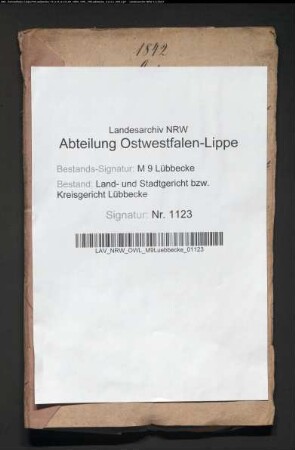 1842
Landesarchiv NRW
Abteilung Ostwestfalen-Lippe
Bestands-Signatur: M 9 Lübbecke
Bestand: Land- und Stadtgericht bzw.
Kreisgericht Lübbecke
Signatur: Nr. 1123
LAV_NRW_OWL_M9Luebbecke_01123